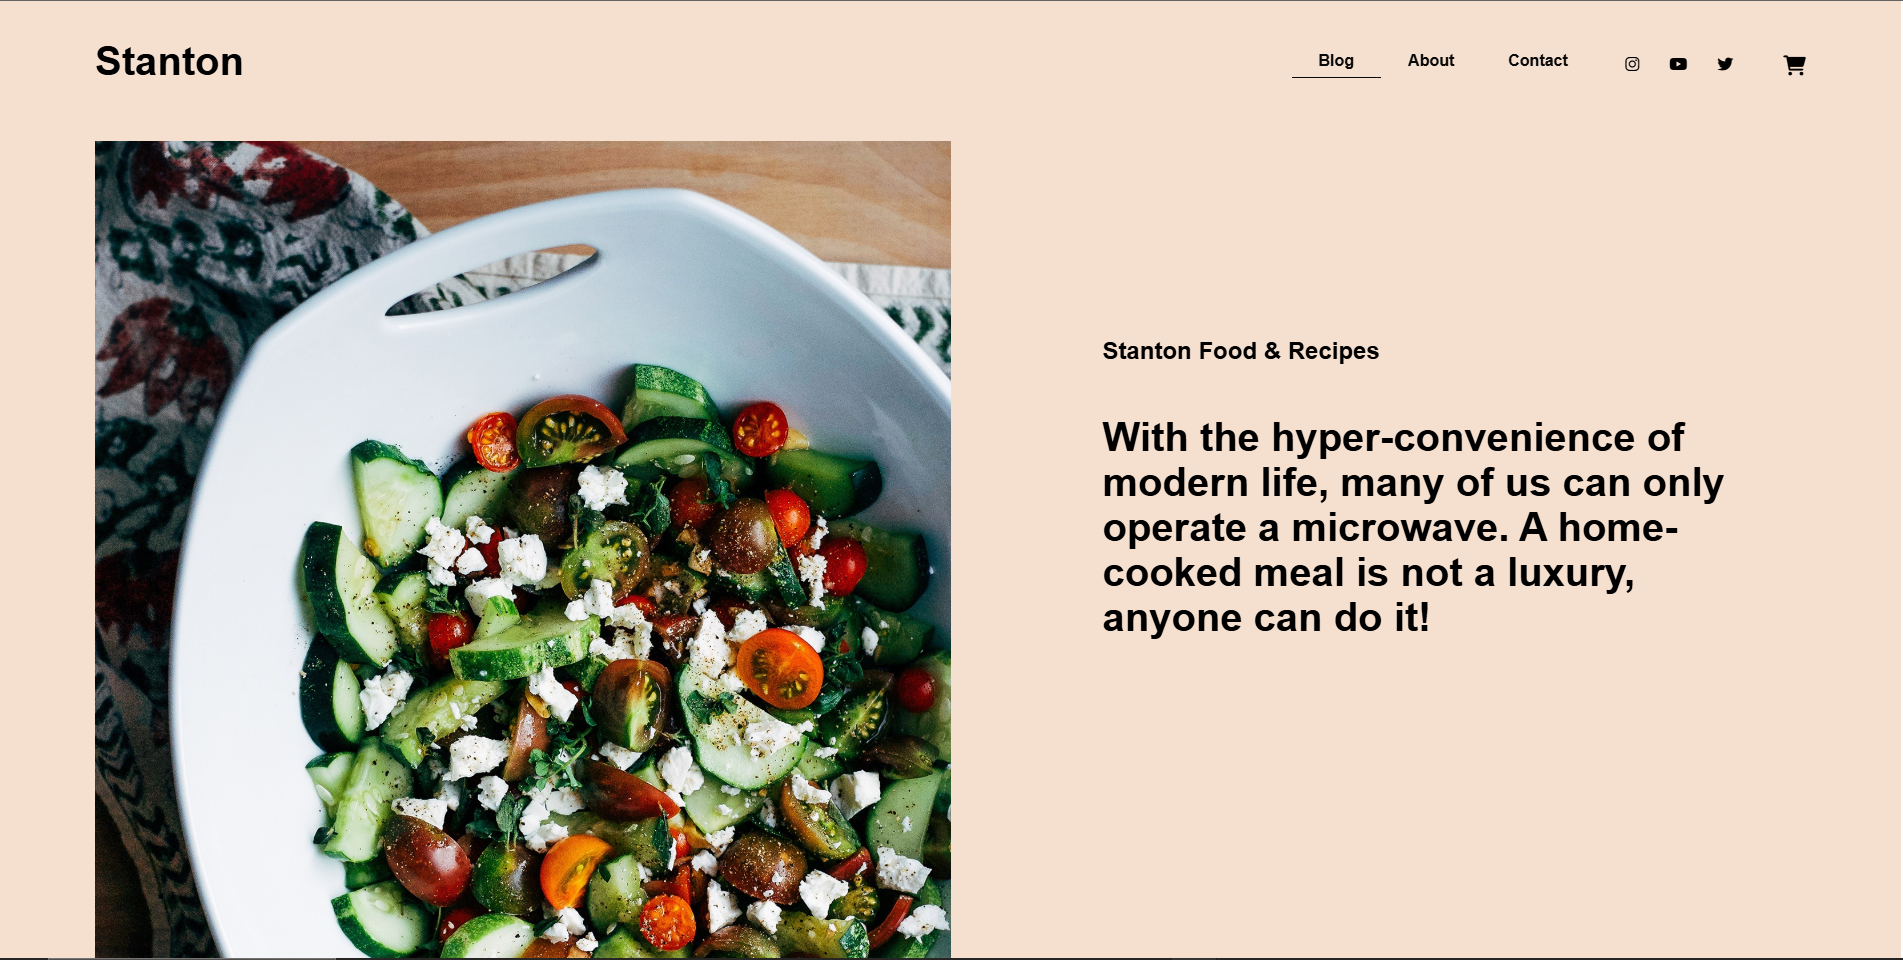 Stanton
Blog
About
Contact
Stanton Food & Recipes
With the hyper-convenience of
modern life, many of us can only
operate a microwave. A home-
cooked meal is not a luxury,
anyone can do it!